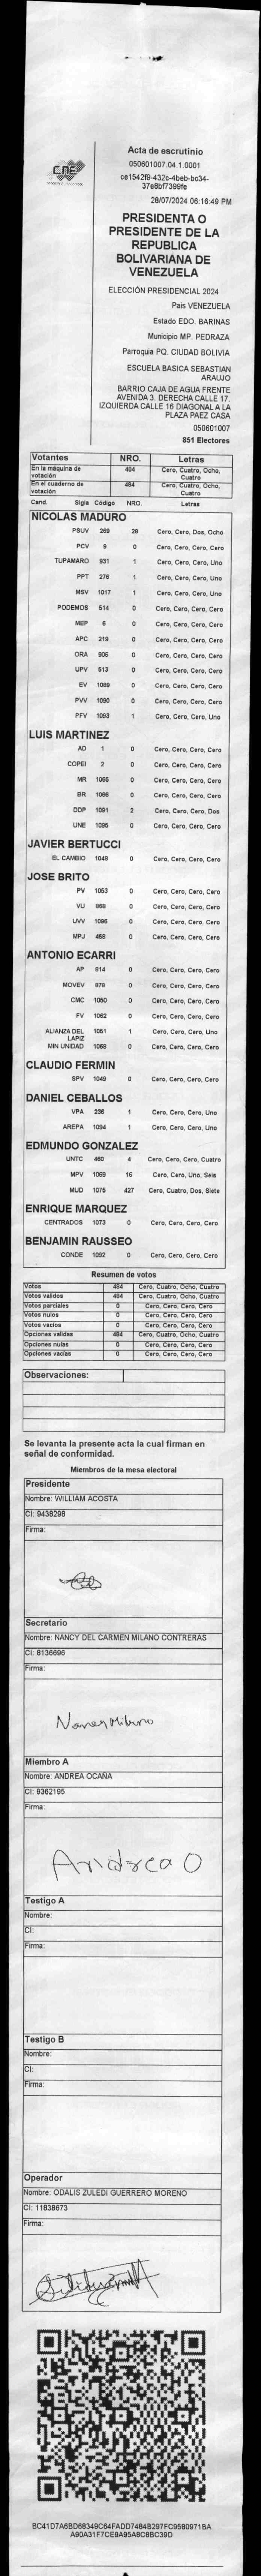 CNE
Acta de escrutinio
050601007.04.1.0001
ce1542f9-432c-4beb-bc34-
37e8bf7399fe
28/07/2024 06:16:49 PM
PRESIDENTA O
PRESIDENTE DE LA
REPUBLICA
BOLIVARIANA DE
VENEZUELA
ELECCIÓN PRESIDENCIAL 2024
Pais VENEZUELA
Estado EDO. BARINAS
Municipio MP. PEDRAZA
Parroquia PQ. CIUDAD BOLIVIA
ESCUELA BASICA SEBASTIAN
ARAUJO
BARRIO CAJA DE AGUA FRENTE
AVENIDA 3. DERECHA CALLE 17.
IZQUIERDA CALLE 16 DIAGONAL A LA
PLAZA PAEZ CASA
050601007
851 Electores
Votantes NRO. Letras
En la máquina de votación 484 Cero, Cuatro, Ocho, Cuatro
En el cuaderno de votación 484 Cero, Cuatro, Ocho, Cuatro
Cand. Sigla Código NRO. Letras
NICOLAS MADURO
PSUV 269 28 Cero, Cero, Dos, Ocho
PCV 9 0 Cero, Cero, Cero, Cero
TUPAMARO 931 1 Cero, Cero, Cero, Uno
PPT 276 1 Cero, Cero, Cero, Uno
MSV 1017 1 Cero, Cero, Cero, Uno
PODEMOS 514 0 Cero, Cero, Cero, Cero
MEP 6 0 Cero, Cero, Cero, Cero
APC 219 0 Cero, Cero, Cero, Cero
ORA 906 0 Cero, Cero, Cero, Cero
UPV 513 0 Cero, Cero, Cero, Cero
EV 1089 0 Cero, Cero, Cero, Cero
PVV 1090 0 Cero, Cero, Cero, Cero
PFV 1093 1 Cero, Cero, Cero, Uno
LUIS MARTINEZ
AD 1 0 Cero, Cero, Cero, Cero
COPEI 2 0 Cero, Cero, Cero, Cero
MR 1065 0 Cero, Cero, Cero, Cero
BR 1066 0 Cero, Cero, Cero, Cero
DDP 1091 2 Cero, Cero, Cero, Dos
UNE 1095 0 Cero, Cero, Cero, Cero
JAVIER BERTUCCI
EL CAMBIO 1048 0 Cero, Cero, Cero, Cero
JOSE BRITO
PV 1053 0 Cero, Cero, Cero, Cero
VU 868 0 Cero, Cero, Cero, Cero
UVV 1096 0 Cero, Cero, Cero, Cero
MPJ 458 0 Cero, Cero, Cero, Cero
ANTONIO ECARRI
AP 814 0 Cero, Cero, Cero, Cero
MOVEV 878 0 Cero, Cero, Cero, Cero
CMC 1050 0 Cero, Cero, Cero, Cero
FV 1062 0 Cero, Cero, Cero, Cero
ALIANZA DEL LAPIZ 1051 1 Cero, Cero, Cero, Uno
MIN UNIDAD 1068 0 Cero, Cero, Cero, Cero
CLAUDIO FERMIN
SPV 1049 0 Cero, Cero, Cero, Cero
DANIEL CEBALLOS
VPA 236 1 Cero, Cero, Cero, Uno
AREPA 1094 1 Cero, Cero, Cero, Uno
EDMUNDO GONZALEZ
UNTC 460 4 Cero, Cero, Cero, Cuatro
MPV 1069 16 Cero, Cero, Uno, Seis
MUD 1075 427 Cero, Cuatro, Dos, Siete
ENRIQUE MARQUEZ
CENTRADOS 1073 0 Cero, Cero, Cero, Cero
BENJAMIN RAUSSEO
CONDE 1092 0 Cero, Cero, Cero, Cero
Resumen de votos
Votos 484 Cero, Cuatro, Ocho, Cuatro
Votos validos 484 Cero, Cuatro, Ocho, Cuatro
Votos parciales 0 Cero, Cero, Cero, Cero
Votos nulos 0 Cero, Cero, Cero, Cero
Votos vacios 0 Cero, Cero, Cero, Cero
Opciones validas 484 Cero, Cuatro, Ocho, Cuatro
Opciones nulas 0 Cero, Cero, Cero, Cero
Opciones vacias 0 Cero, Cero, Cero, Cero
Observaciones:
Se levanta la presente acta la cual firman en
señal de conformidad.
Miembros de la mesa electoral
Presidente
Nombre: WILLIAM ACOSTA
CI: 9438298
Firma:
Secretario
Nombre: NANCY DEL CARMEN MILANO CONTRERAS
CI: 8136696
Firma:
Nancy Milano
Miembro A
Nombre: ANDREA OCAÑA
CI: 9362195
Firma:
Andrea O
Testigo A
Nombre:
CI:
Firma:
Testigo B
Nombre:
CI:
Firma:
Operador
Nombre: ODALIS ZULEDI GUERRERO MORENO
CI: 11838673
Firma:
BC41D7A6BD68349C64FADD7484B297FC9580971BA
A90A31F7CE9A95A8C8BC39D